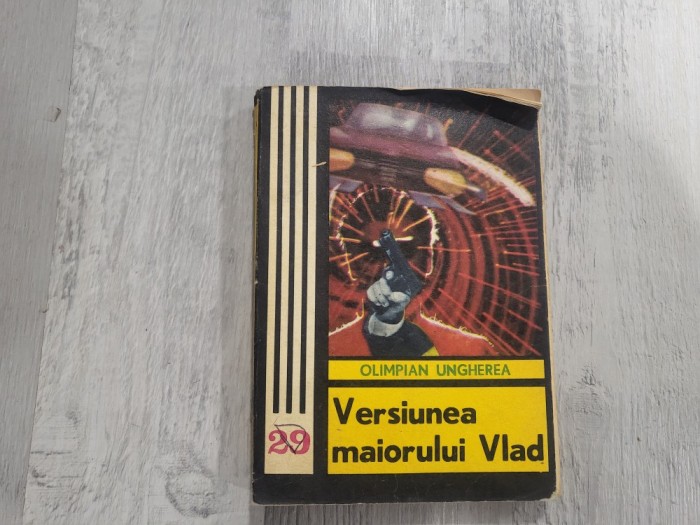 OLIMPIAN UNGHEREA
Versiunea
maiorului Vlad
29